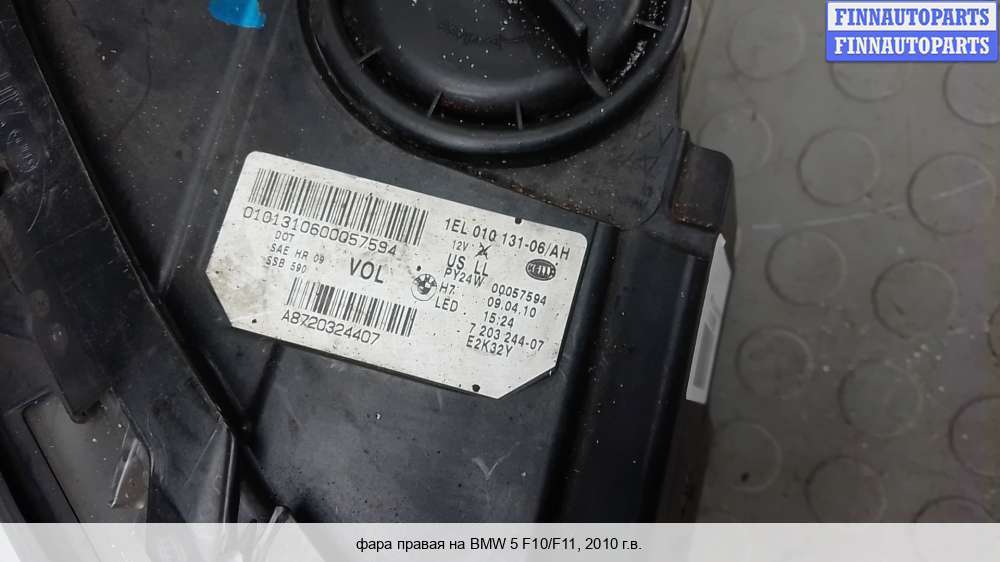 FINNAUTOPARTS
FINNAUTOPARTS
0101310600057594
DOT
SAE HR 09
SSB 590
VOL
A8720324407
1EL 010 131-06/AH
12V
US LL
PY24W
H7
LED
HELLA
00057594
09.04.10
15:24
7 203 244-07
E2K32Y
фара правая на BMW 5 F10/F11, 2010 г.в.